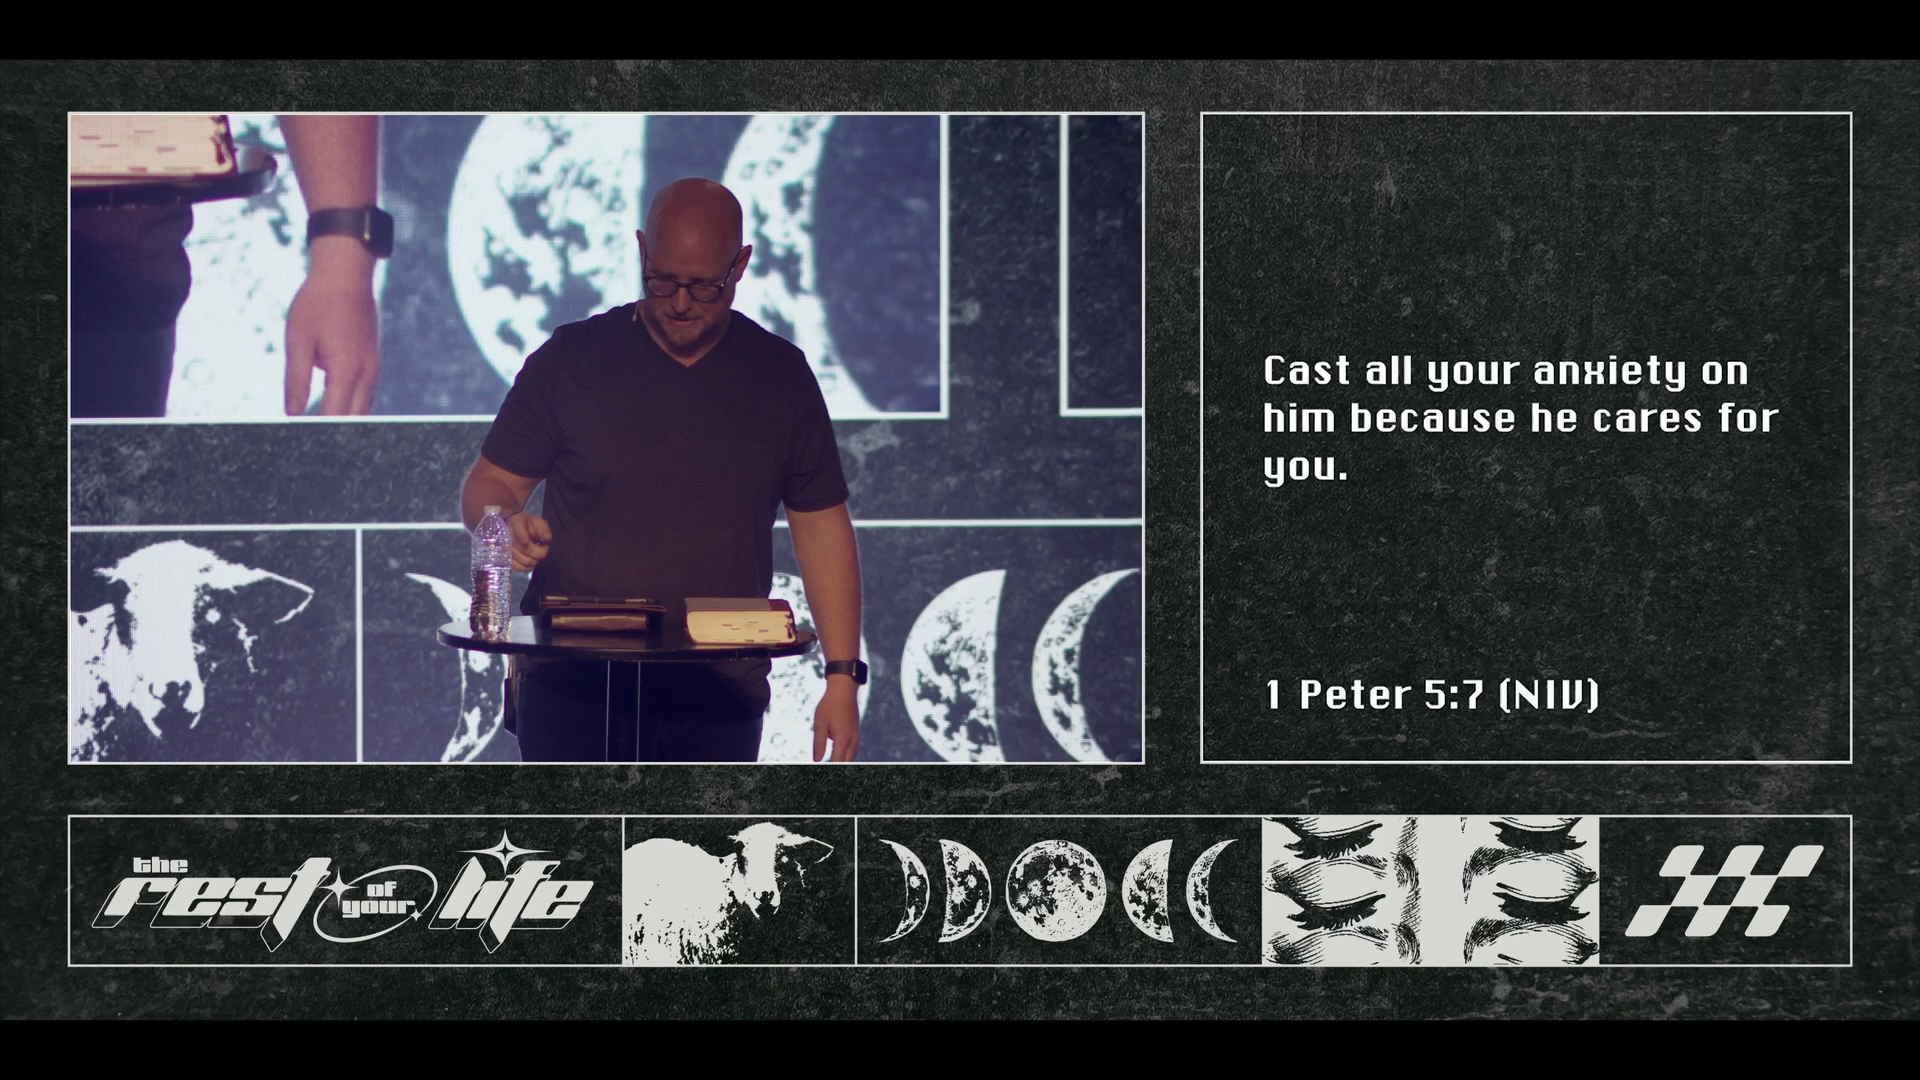 Cast all your anxiety on
him because he cares for
you.
1 Peter 5:7 (NIV)
the
rest of your life